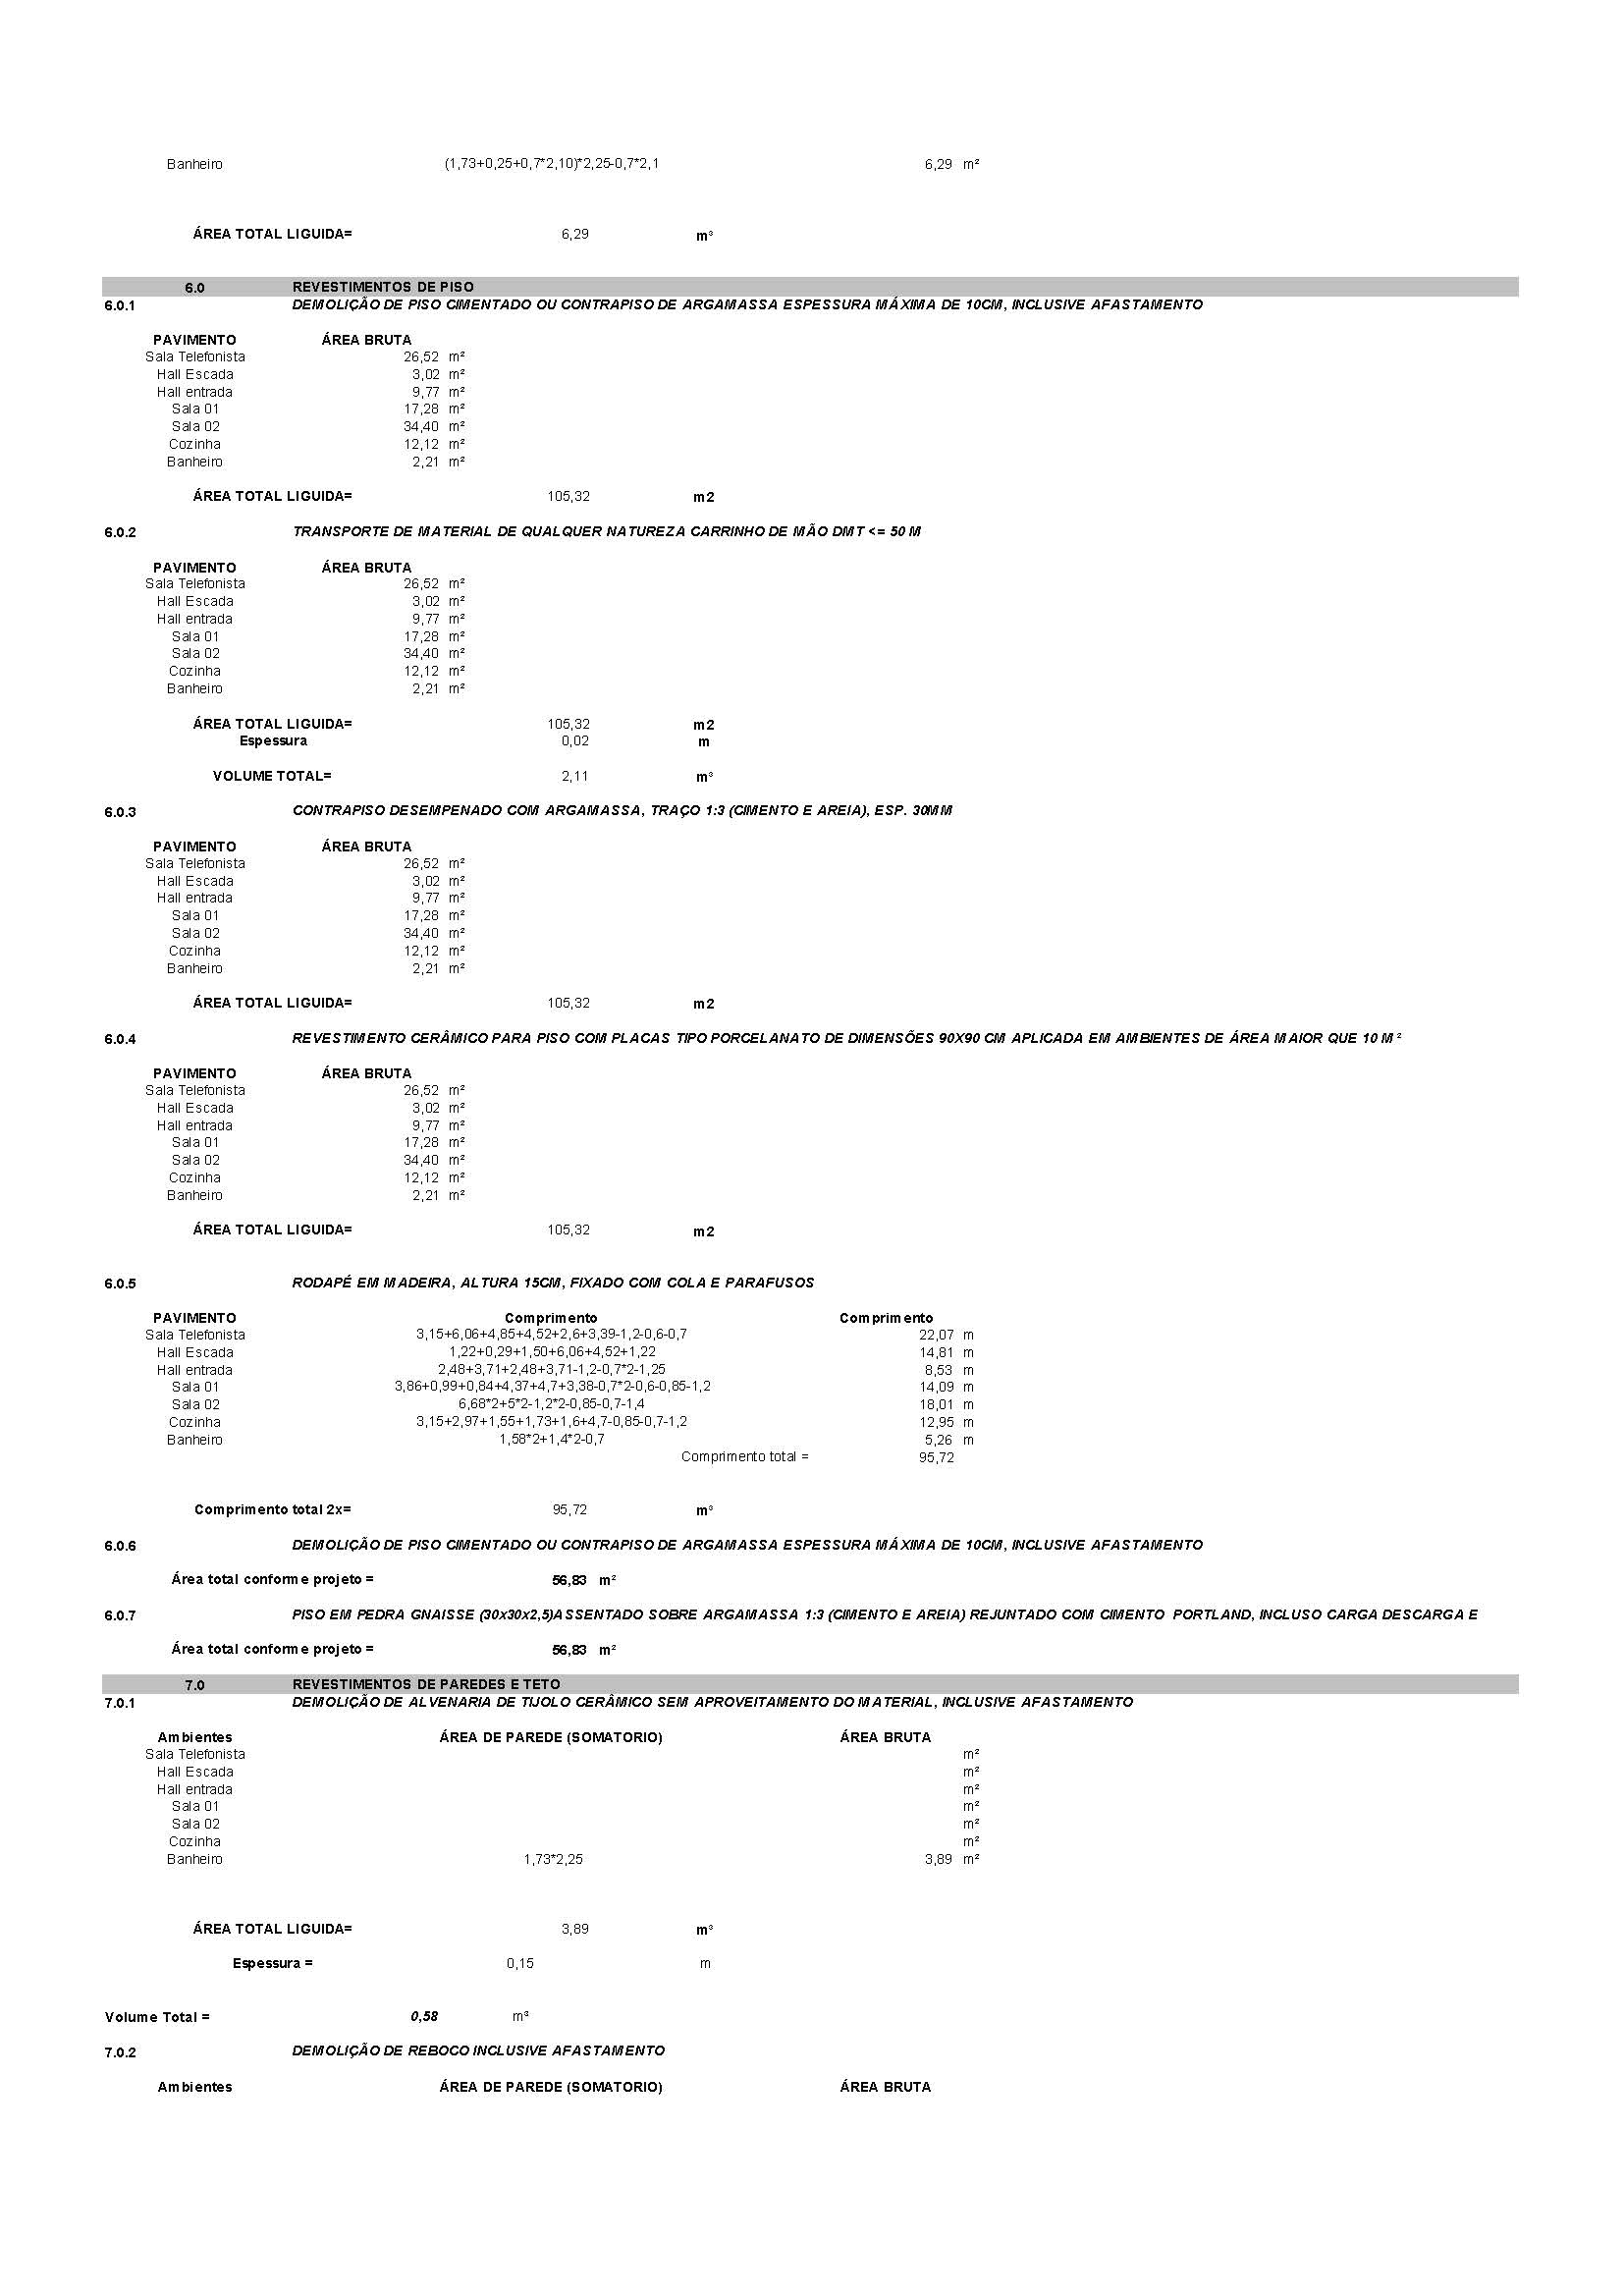 Banheiro (1,73+0,25+0,7*2,10)*2,25-0,7*2,1 6,29 m²
ÁREA TOTAL LIGUIDA= 6,29 m³
6.0 REVESTIMENTOS DE PISO
6.0.1 DEMOLIÇÃO DE PISO CIMENTADO OU CONTRAPISO DE ARGAMASSA ESPESSURA MÁXIMA DE 10CM, INCLUSIVE AFASTAMENTO
PAVIMENTO ÁREA BRUTA
Sala Telefonista 26,52 m²
Hall Escada 3,02 m²
Hall entrada 9,77 m²
Sala 01 17,28 m²
Sala 02 34,40 m²
Cozinha 12,12 m²
Banheiro 2,21 m²
ÁREA TOTAL LIGUIDA= 105,32 m2
6.0.2 TRANSPORTE DE MATERIAL DE QUALQUER NATUREZA CARRINHO DE MÃO DMT <= 50 M
PAVIMENTO ÁREA BRUTA
Sala Telefonista 26,52 m²
Hall Escada 3,02 m²
Hall entrada 9,77 m²
Sala 01 17,28 m²
Sala 02 34,40 m²
Cozinha 12,12 m²
Banheiro 2,21 m²
ÁREA TOTAL LIGUIDA= 105,32 m2
Espessura 0,02 m
VOLUME TOTAL= 2,11 m³
6.0.3 CONTRAPISO DESEMPENADO COM ARGAMASSA, TRAÇO 1:3 (CIMENTO E AREIA), ESP. 30MM
PAVIMENTO ÁREA BRUTA
Sala Telefonista 26,52 m²
Hall Escada 3,02 m²
Hall entrada 9,77 m²
Sala 01 17,28 m²
Sala 02 34,40 m²
Cozinha 12,12 m²
Banheiro 2,21 m²
ÁREA TOTAL LIGUIDA= 105,32 m2
6.0.4 REVESTIMENTO CERÂMICO PARA PISO COM PLACAS TIPO PORCELANATO DE DIMENSÕES 90X90 CM APLICADA EM AMBIENTES DE ÁREA MAIOR QUE 10 M²
PAVIMENTO ÁREA BRUTA
Sala Telefonista 26,52 m²
Hall Escada 3,02 m²
Hall entrada 9,77 m²
Sala 01 17,28 m²
Sala 02 34,40 m²
Cozinha 12,12 m²
Banheiro 2,21 m²
ÁREA TOTAL LIGUIDA= 105,32 m2
6.0.5 RODAPÉ EM MADEIRA, ALTURA 15CM, FIXADO COM COLA E PARAFUSOS
PAVIMENTO Comprimento Comprimento
Sala Telefonista 3,15+6,06+4,85+4,52+2,6+3,39-1,2-0,6-0,7 22,07 m
Hall Escada 1,22+0,29+1,50+6,06+4,52+1,22 14,81 m
Hall entrada 2,48+3,71+2,48+3,71-1,2-0,7*2-1,25 8,53 m
Sala 01 3,86+0,99+0,84+4,37+4,7+3,38-0,7*2-0,6-0,85-1,2 14,09 m
Sala 02 6,68*2+5*2-1,2*2-0,85-0,7-1,4 18,01 m
Cozinha 3,15+2,97+1,55+1,73+1,6+4,7-0,85-0,7-1,2 12,95 m
Banheiro 1,58*2+1,4*2-0,7 5,26 m
Comprimento total = 95,72
Comprimento total 2x= 95,72 m³
6.0.6 DEMOLIÇÃO DE PISO CIMENTADO OU CONTRAPISO DE ARGAMASSA ESPESSURA MÁXIMA DE 10CM, INCLUSIVE AFASTAMENTO
Área total conforme projeto = 56,83 m²
6.0.7 PISO EM PEDRA GNAISSE (30x30x2,5)ASSENTADO SOBRE ARGAMASSA 1:3 (CIMENTO E AREIA) REJUNTADO COM CIMENTO PORTLAND, INCLUSO CARGA DESCARGA E
Área total conforme projeto = 56,83 m²
7.0 REVESTIMENTOS DE PAREDES E TETO
7.0.1 DEMOLIÇÃO DE ALVENARIA DE TIJOLO CERÂMICO SEM APROVEITAMENTO DO MATERIAL, INCLUSIVE AFASTAMENTO
Ambientes ÁREA DE PAREDE (SOMATORIO) ÁREA BRUTA
Sala Telefonista m²
Hall Escada m²
Hall entrada m²
Sala 01 m²
Sala 02 m²
Cozinha m²
Banheiro 1,73*2,25 3,89 m²
ÁREA TOTAL LIGUIDA= 3,89 m³
Espessura = 0,15 m
Volume Total = 0,58 m³
7.0.2 DEMOLIÇÃO DE REBOCO INCLUSIVE AFASTAMENTO
Ambientes ÁREA DE PAREDE (SOMATORIO) ÁREA BRUTA